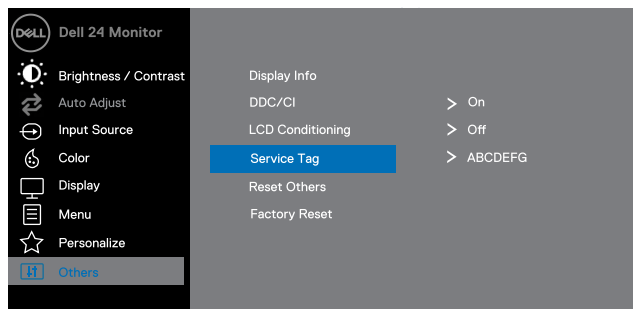 DELL Dell 24 Monitor
Brightness / Contrast Display Info
Auto Adjust DDC/CI > On
Input Source LCD Conditioning > Off
Color Service Tag > ABCDEFG
Display Reset Others
Menu Factory Reset
Personalize
Others